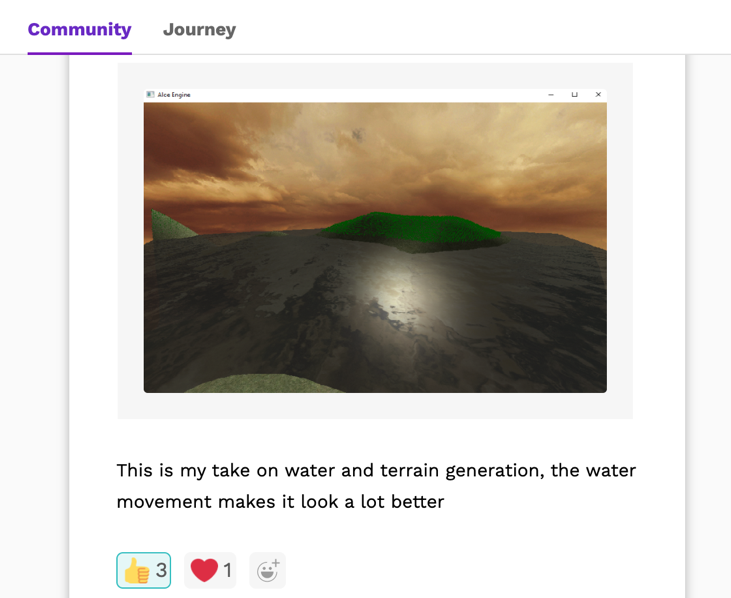 Community Journey
Alce Engine
This is my take on water and terrain generation, the water
movement makes it look a lot better
3 1